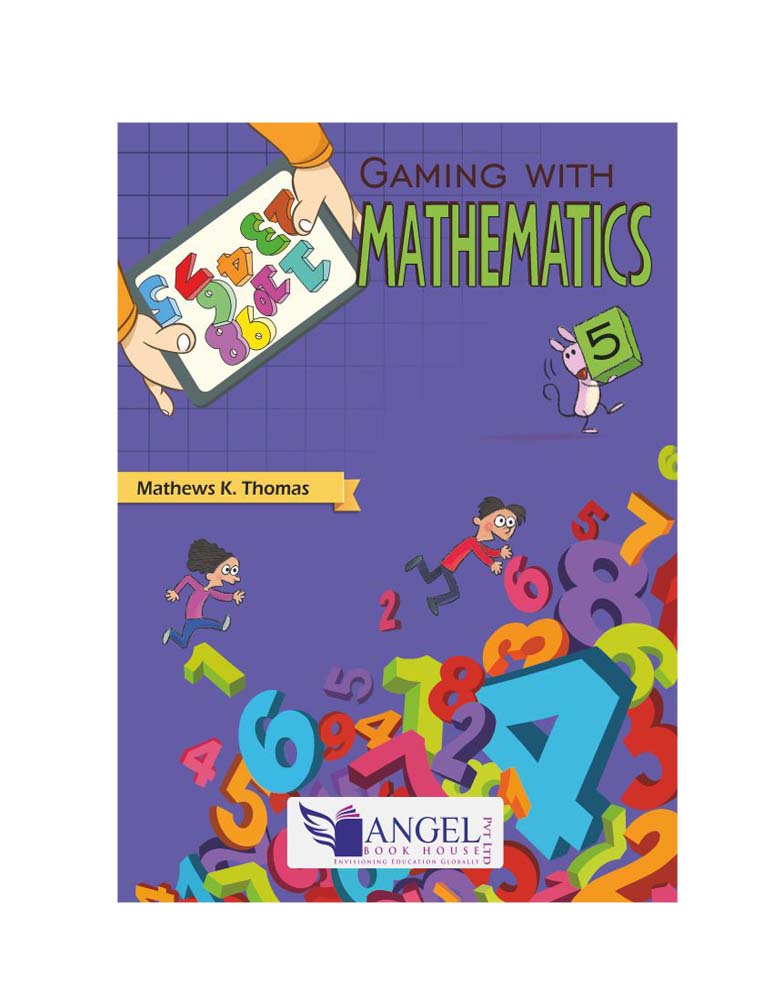 GAMING WITH
MATHEMATICS
5
Mathews K. Thomas
ANGEL
BOOK HOUSE
PVT LTD
ENVISIONING EDUCATION GLOBALLY